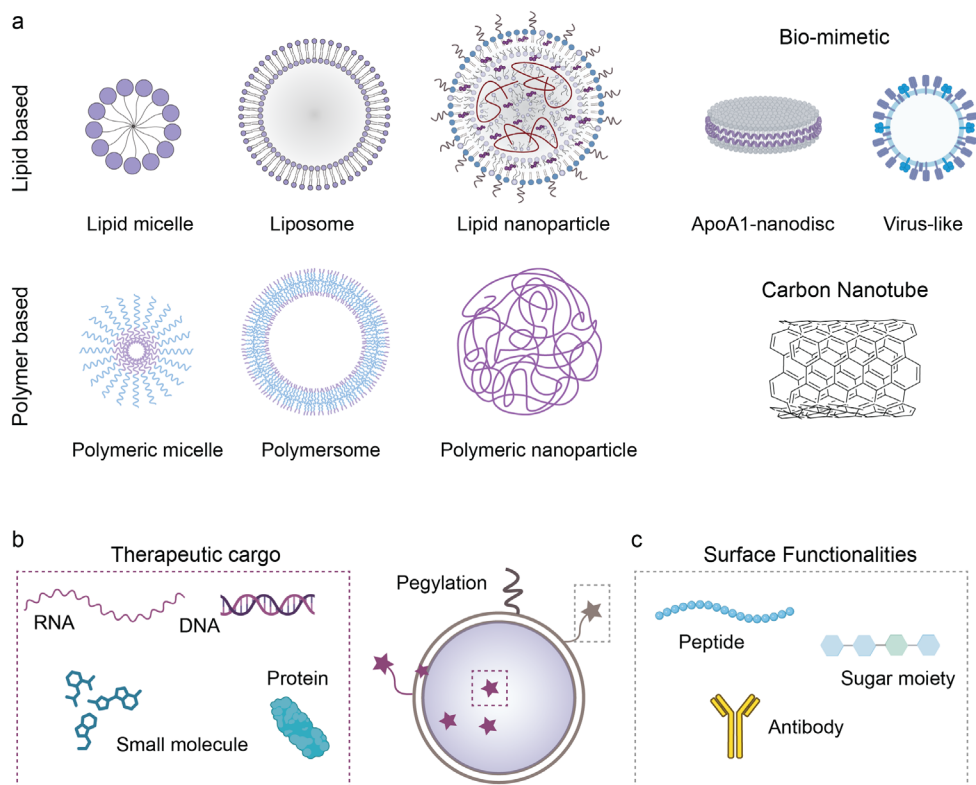 a
Bio-mimetic
Lipid based
Lipid micelle
Liposome
Lipid nanoparticle
ApoA1-nanodisc
Virus-like
Polymer based
Carbon Nanotube
Polymeric micelle
Polymersome
Polymeric nanoparticle
b
Therapeutic cargo
RNA
DNA
Small molecule
Protein
Pegylation
c
Surface Functionalities
Peptide
Sugar moiety
Antibody